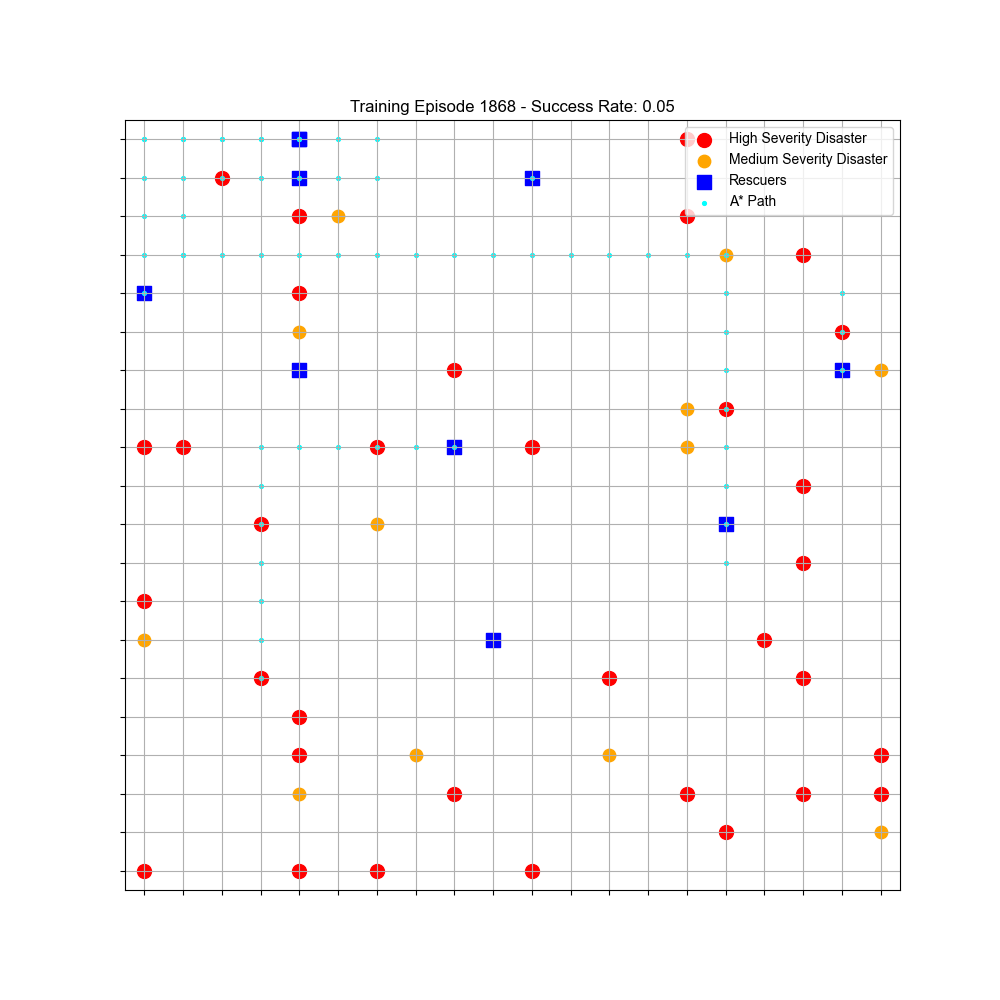 Training Episode 1868 - Success Rate: 0.05
High Severity Disaster
Medium Severity Disaster
Rescuers
A* Path